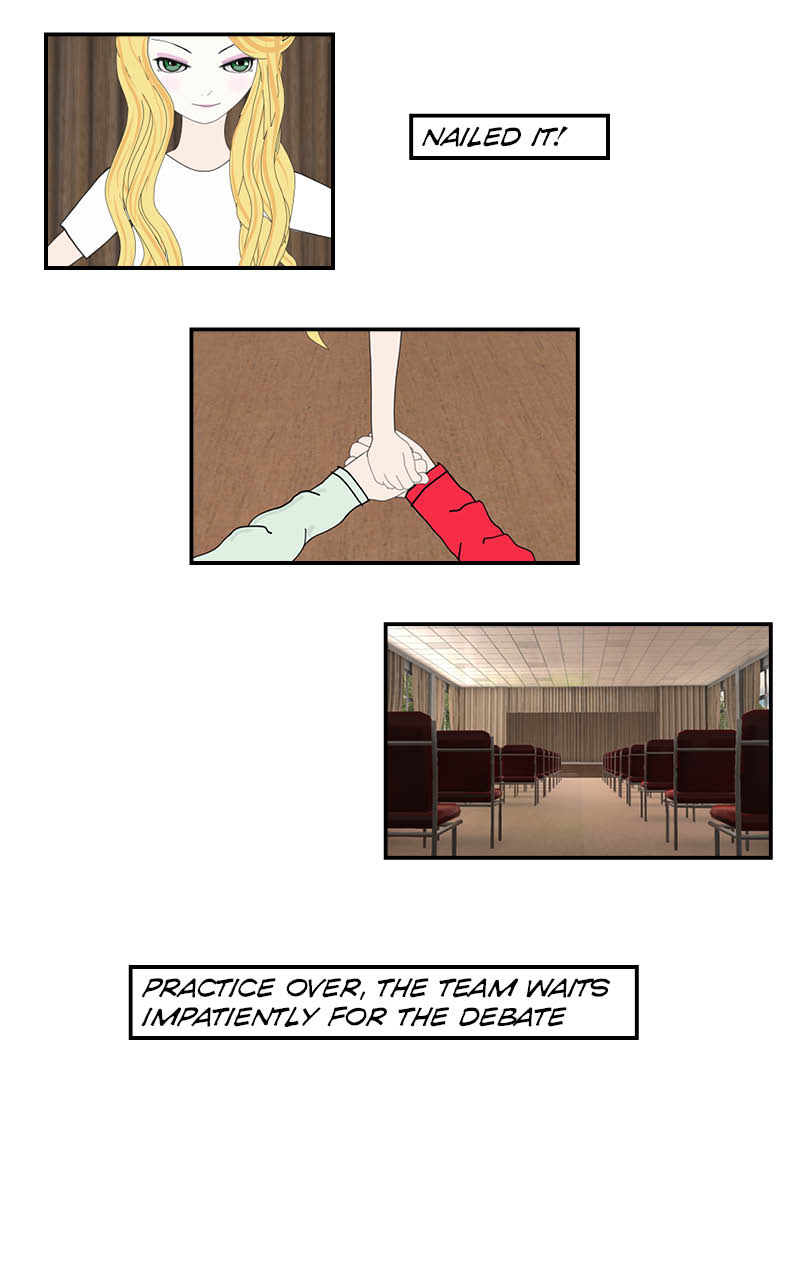 NAILED IT!
PRACTICE OVER, THE TEAM WAITS
IMPATIENTLY FOR THE DEBATE